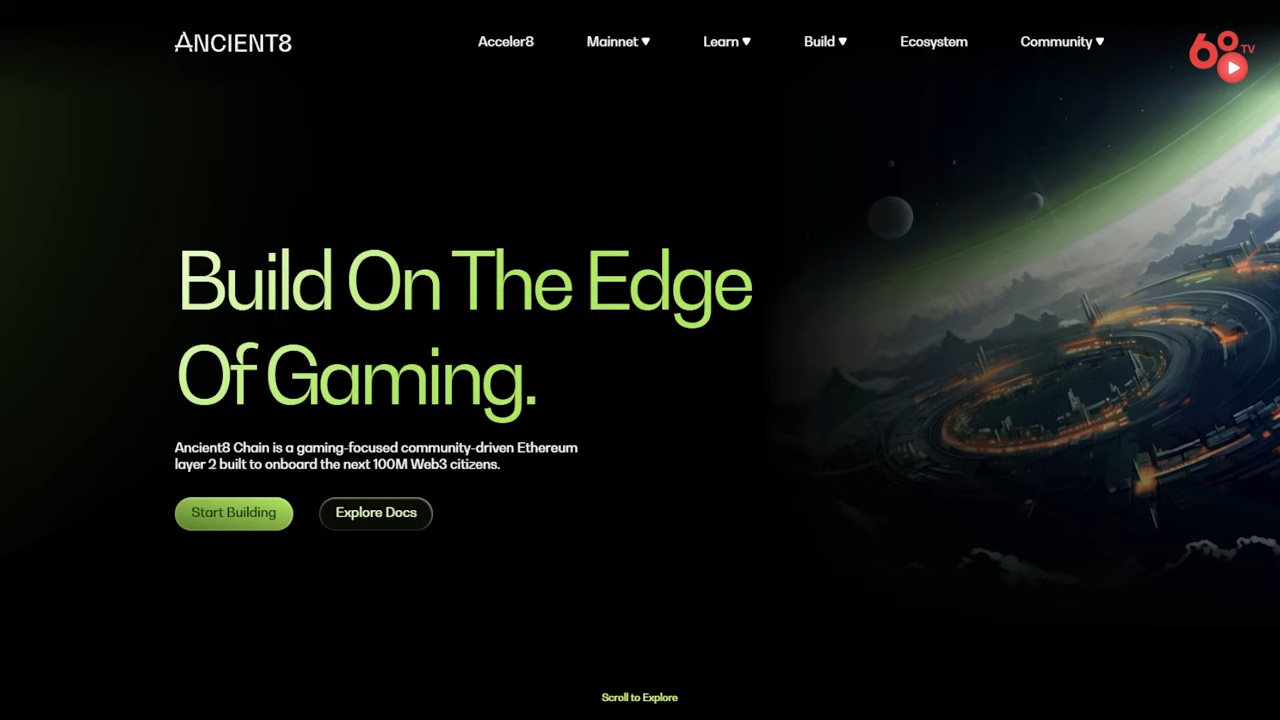 ANCIENT8
Acceler8
Mainnet
Learn
Build
Ecosystem
Community
6° TV
Build On The Edge
Of Gaming.
Ancient8 Chain is a gaming-focused community-driven Ethereum
layer 2 built to onboard the next 100M Web3 citizens.
Start Building
Explore Docs
Scroll to Explore